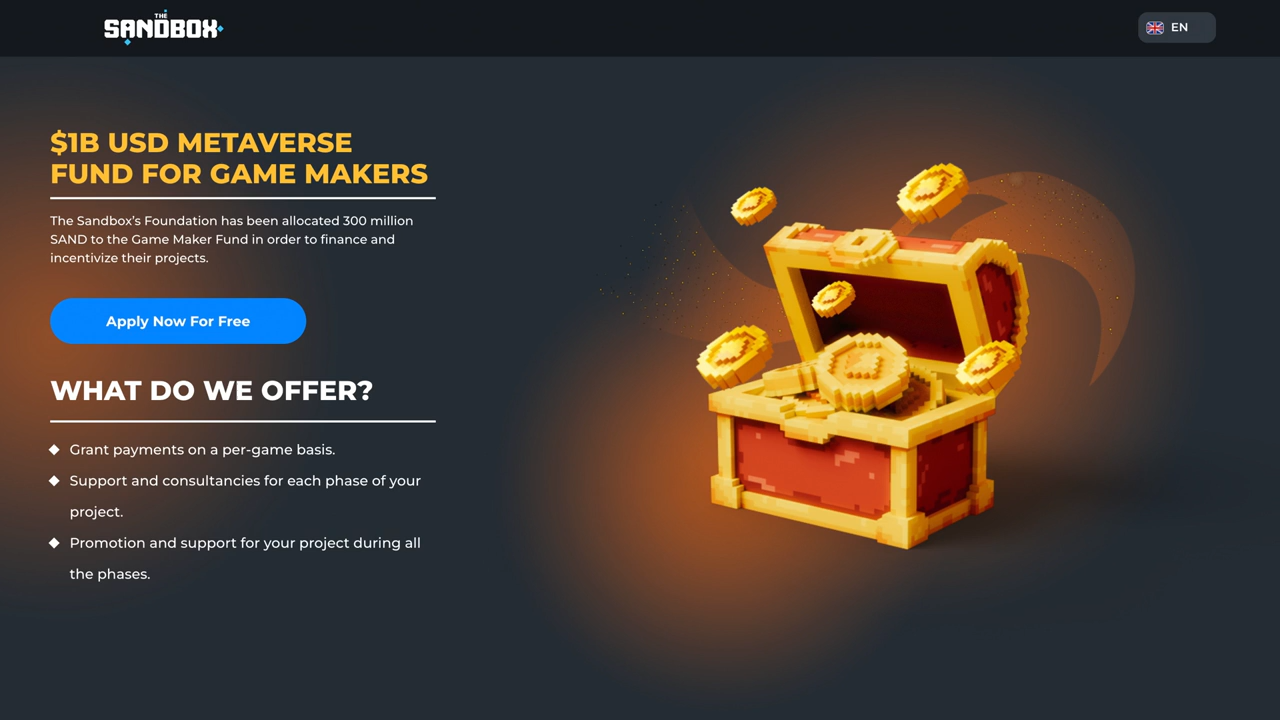 THE
SANDBOX
EN
$1B USD METAVERSE
FUND FOR GAME MAKERS
The Sandbox’s Foundation has been allocated 300 million
SAND to the Game Maker Fund in order to finance and
incentivize their projects.
Apply Now For Free
WHAT DO WE OFFER?
Grant payments on a per-game basis.
Support and consultancies for each phase of your
project.
Promotion and support for your project during all
the phases.